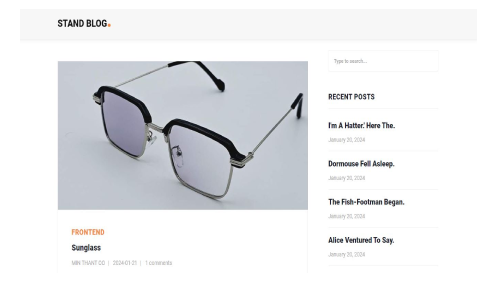 STAND BLOG.
Type to search...
RECENT POSTS
I'm A Hatter.' Here The.
January 20, 2024
Dormouse Fell Asleep.
January 20, 2024
The Fish-Footman Began.
January 20, 2024
Alice Ventured To Say.
January 20, 2024
FRONTEND
Sunglass
MIN THANT CO | 2024-01-21 | 1 comments